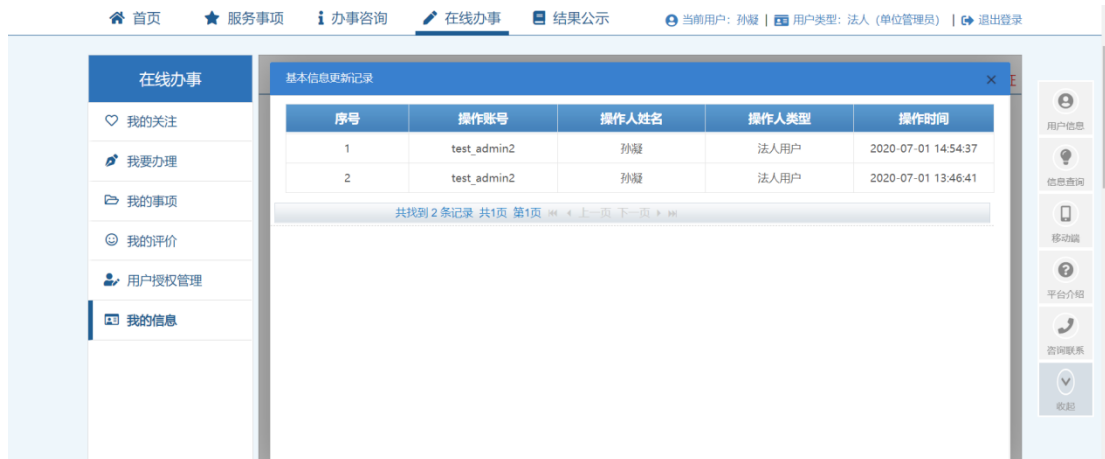 首页 服务事项 办事咨询 在线办事 结果公示 当前用户：孙凝 | 用户类型：法人（单位管理员） | 退出登录
在线办事
我的关注
我要办理
我的事项
我的评价
用户授权管理
我的信息
基本信息更新记录 ×
序号 操作账号 操作人姓名 操作人类型 操作时间
1 test_admin2 孙凝 法人用户 2020-07-01 14:54:37
2 test_admin2 孙凝 法人用户 2020-07-01 13:46:41
共找到 2 条记录 共1页 第1页 上一页 下一页
用户信息
信息查询
移动端
平台介绍
咨询联系
收起